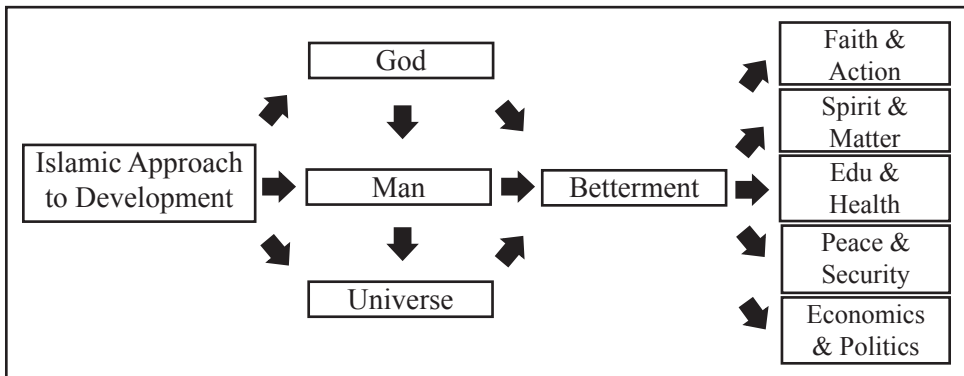 God
Islamic Approach
to Development
Man
Universe
Betterment
Faith &
Action
Spirit &
Matter
Edu &
Health
Peace &
Security
Economics
& Politics